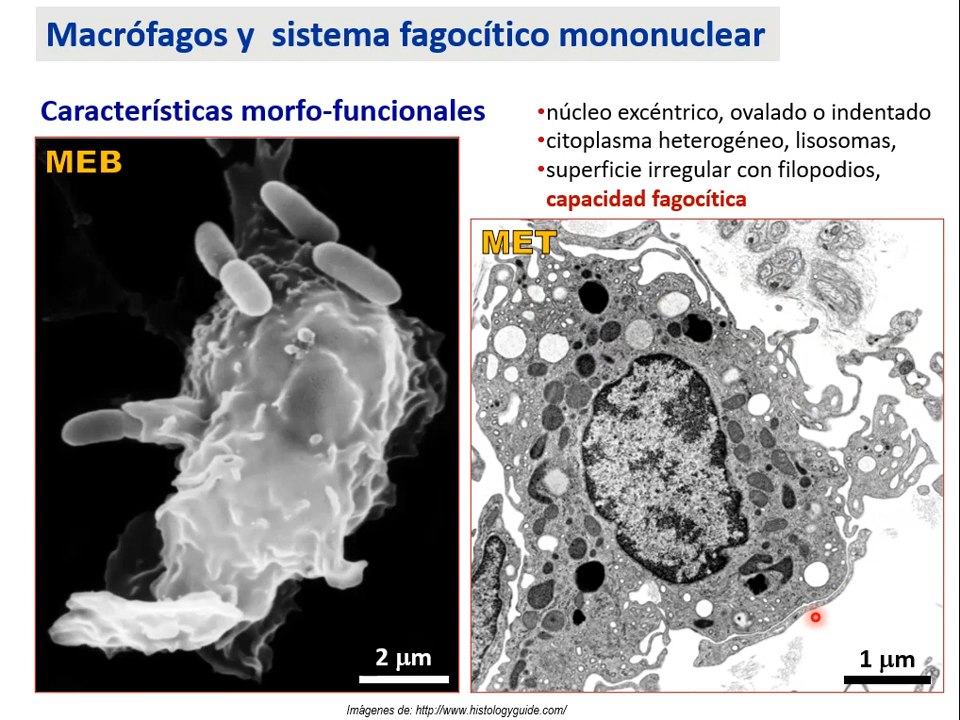 Macrófagos y sistema fagocítico mononuclear
Características morfo-funcionales
•núcleo excéntrico, ovalado o indentado
•citoplasma heterogéneo, lisosomas,
•superficie irregular con filopodios,
capacidad fagocítica
MEB
MET
2 μm
1 μm
Imágenes de: http://www.histologyguide.com/